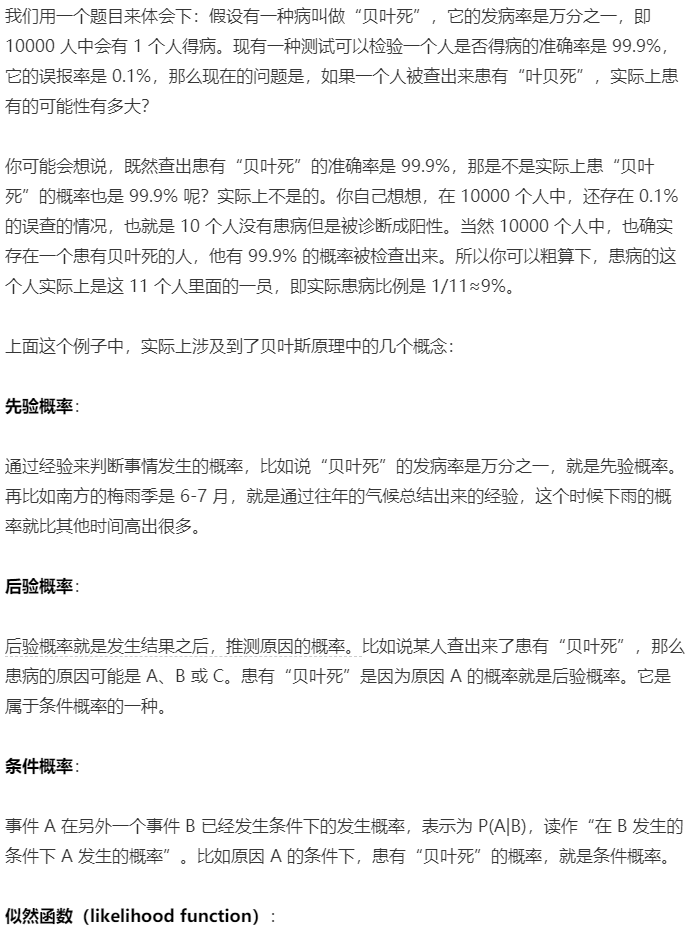 我们用一个题目来体会下：假设有一种病叫做“贝叶死”，它的发病率是万分之一，即
10000 人中会有 1 个人得病。现有一种测试可以检验一个人是否得病的准确率是 99.9%，
它的误报率是 0.1%，那么现在的问题是，如果一个人被查出来患有“叶贝死”，实际上患
有的可能性有多大？
你可能会想说，既然查出患有“贝叶死”的准确率是 99.9%，那是不是实际上患“贝叶
死”的概率也是 99.9% 呢？实际上不是的。你自己想想，在 10000 个人中，还存在 0.1%
的误查的情况，也就是 10 个人没有患病但是被诊断成阳性。当然 10000 个人中，也确实
存在一个患有贝叶死的人，他有 99.9% 的概率被检查出来。所以你可以粗算下，患病的这
个人实际上是这 11 个人里面的一员，即实际患病比例是 1/11≈9%。
上面这个例子中，实际上涉及到了贝叶斯原理中的几个概念：
先验概率：
通过经验来判断事情发生的概率，比如说“贝叶死”的发病率是万分之一，就是先验概率。
再比如南方的梅雨季是 6-7 月，就是通过往年的气候总结出来的经验，这个时候下雨的概
率就比其他时间高出很多。
后验概率：
后验概率就是发生结果之后，推测原因的概率。比如说某人查出来了患有“贝叶死”，那么
患病的原因可能是 A、B 或 C。患有“贝叶死”是因为原因 A 的概率就是后验概率。它是
属于条件概率的一种。
条件概率：
事件 A 在另外一个事件 B 已经发生条件下的发生概率，表示为 P(A|B)，读作“在 B 发生的
条件下 A 发生的概率”。比如原因 A 的条件下，患有“贝叶死”的概率，就是条件概率。
似然函数（likelihood function）：